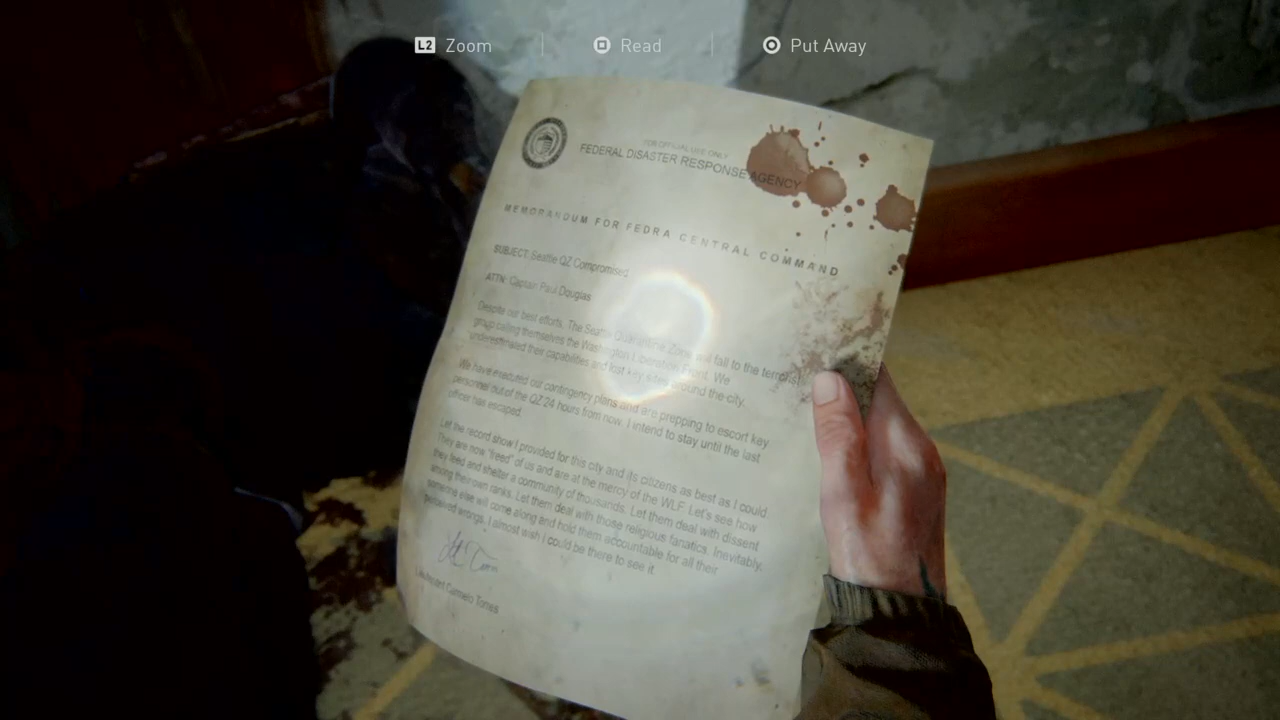 L2 Zoom Read Put Away
FOR OFFICIAL USE ONLY
FEDERAL DISASTER RESPONSE AGENCY
MEMORANDUM FOR FEDRA CENTRAL COMMAND
SUBJECT: Seattle QZ Compromised
ATTN: Captain Paul Douglas
Despite our best efforts, The Seattle Quarantine Zone will fall to the terrorist
group calling themselves the Washington Liberation Front. We
underestimated their capabilities and lost key sites around the city.
We have executed our contingency plans and are prepping to escort key
personnel out of the QZ 24 hours from now. I intend to stay until the last
officer has escaped.
Let the record show I provided for this city and its citizens as best as I could.
They are now "freed" of us and are at the mercy of the WLF. Let's see how
they feed and shelter a community of thousands. Let them deal with dissent
among their own ranks. Let them deal with those religious fanatics. Inevitably,
someone else will come along and hold them accountable for all their
perceived wrongs. I almost wish I could be there to see it.
Lieutenant Carmelo Torres